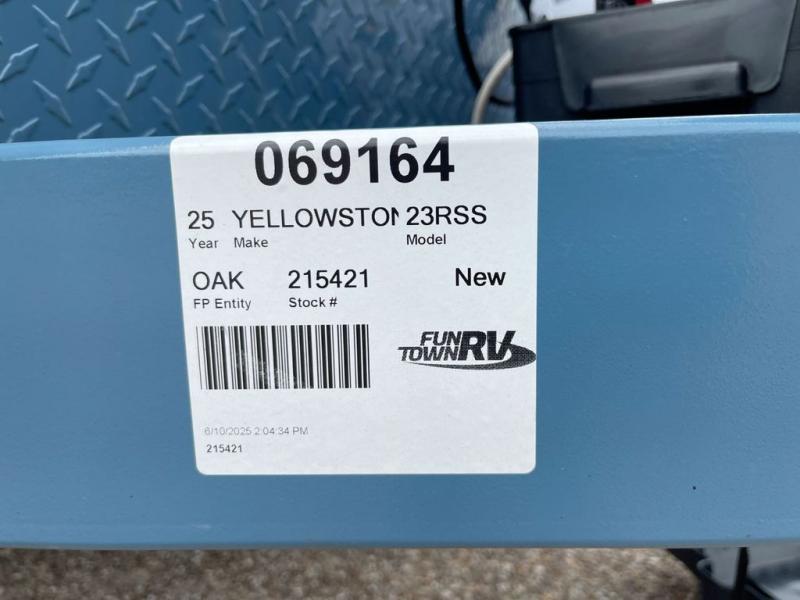 069164
25 YELLOWSTON 23RSS
Year Make Model
OAK 215421 New
FP Entity Stock #
FUN TOWN RV
6/10/2025 2:04:34 PM
215421